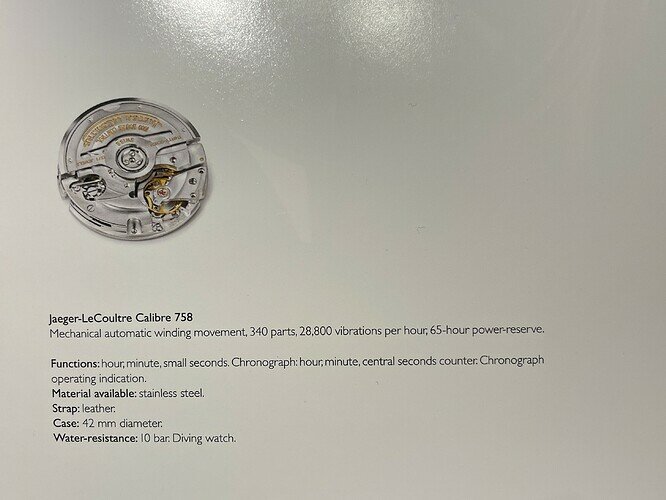 Jaeger-LeCoultre Calibre 758
Mechanical automatic winding movement, 340 parts, 28,800 vibrations per hour, 65-hour power-reserve.
Functions: hour, minute, small seconds. Chronograph: hour, minute, central seconds counter. Chronograph
operating indication.
Material available: stainless steel.
Strap: leather.
Case: 42 mm diameter.
Water-resistance: 10 bar. Diving watch.